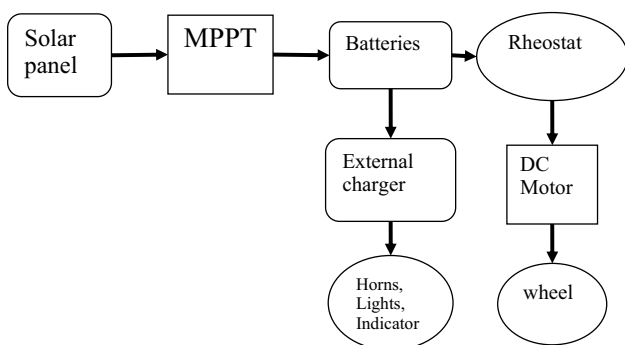 Solar
panel
MPPT
Batteries
Rheostat
External
charger
DC
Motor
Horns,
Lights,
Indicator
wheel